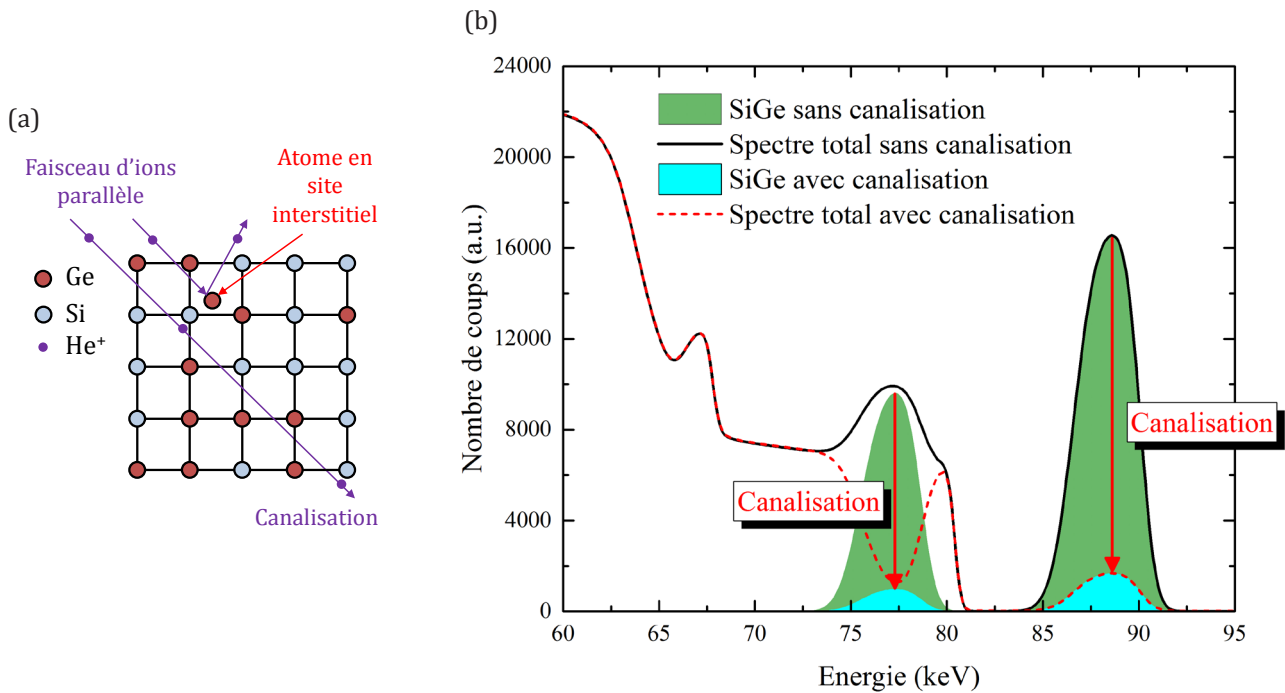 (a)
Faisceau d'ions
parallèle
Atome en
site
interstitiel
Ge
Si
He+
Canalisation
(b)
Nombre de coups (a.u.)
24000
20000
16000
12000
8000
4000
0
SiGe sans canalisation
Spectre total sans canalisation
SiGe avec canalisation
Spectre total avec canalisation
Canalisation
Canalisation
60 65 70 75 80 85 90 95
Energie (keV)